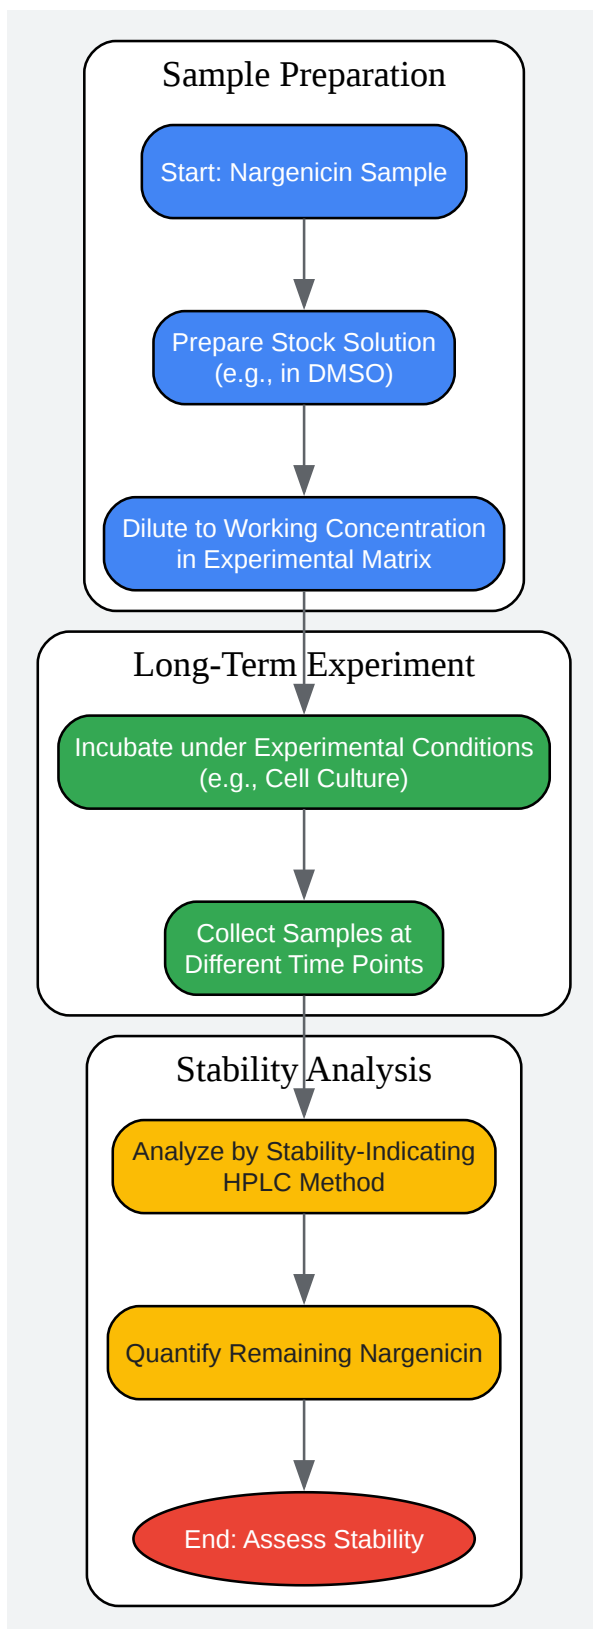 Sample Preparation
Start: Nargenicin Sample
Prepare Stock Solution
(e.g., in DMSO)
Dilute to Working Concentration
in Experimental Matrix
Long-Term Experiment
Incubate under Experimental Conditions
(e.g., Cell Culture)
Collect Samples at
Different Time Points
Stability Analysis
Analyze by Stability-Indicating
HPLC Method
Quantify Remaining Nargenicin
End: Assess Stability